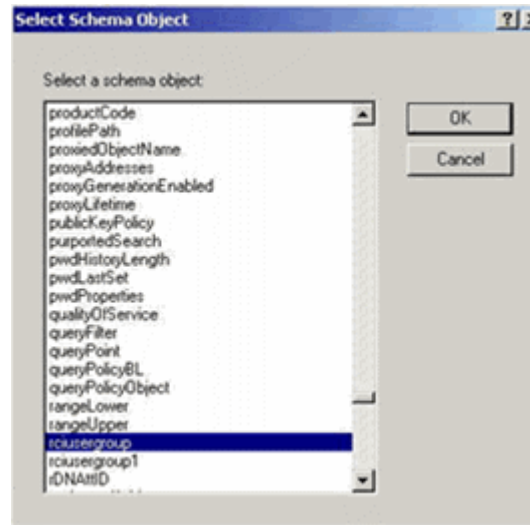 Select Schema Object
Select a schema object:
productCode
profilePath
proxiedObjectName
proxyAddresses
proxyGenerationEnabled
proxyLifetime
publicKeyPolicy
purportedSearch
pwdHistoryLength
pwdLastSet
pwdProperties
qualityOfService
queryFilter
queryPoint
queryPolicyBL
queryPolicyObject
rangeLower
rangeUpper
rciusergroup
rciusergroup1
rDNAttID
OK
Cancel